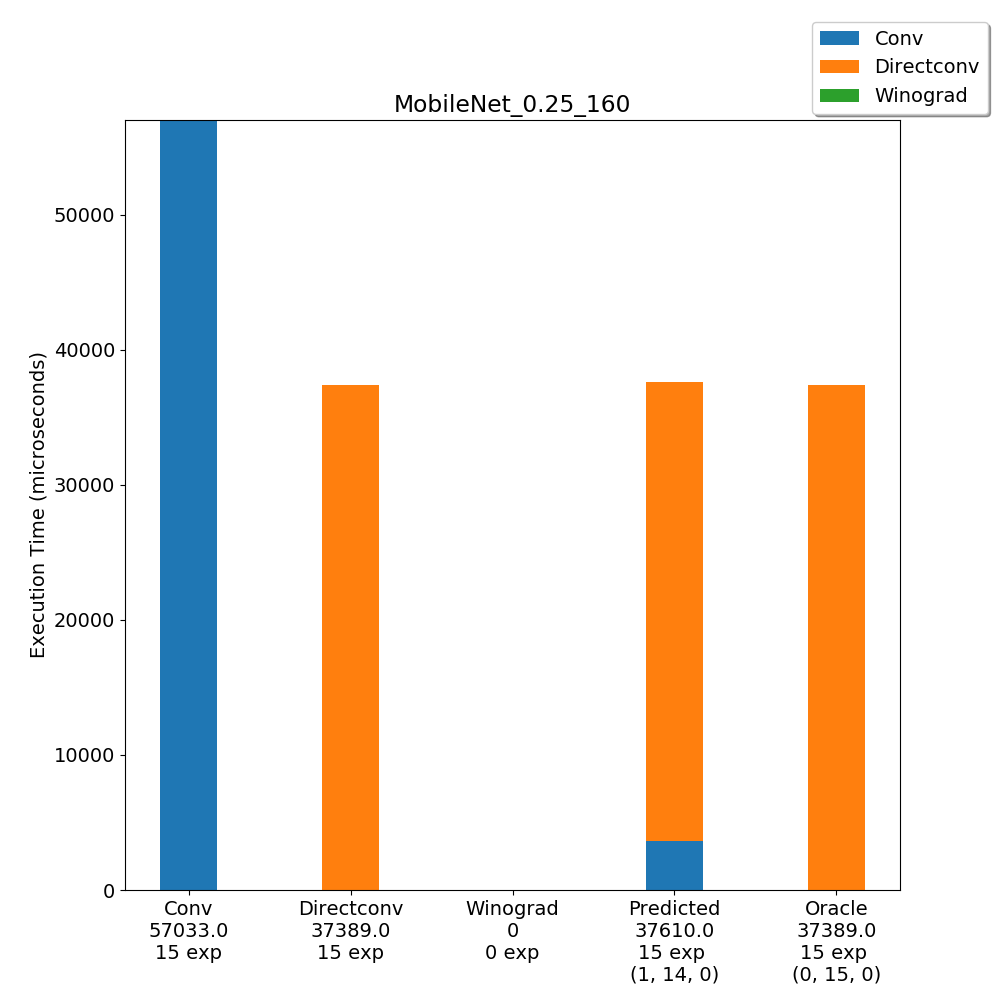 Conv
Directconv
Winograd
MobileNet_0.25_160
Execution Time (microseconds)
50000
40000
30000
20000
10000
0
Conv Directconv Winograd Predicted Oracle
57033.0 37389.0 0 37610.0 37389.0
15 exp 15 exp 0 exp 15 exp 15 exp
(1, 14, 0) (0, 15, 0)